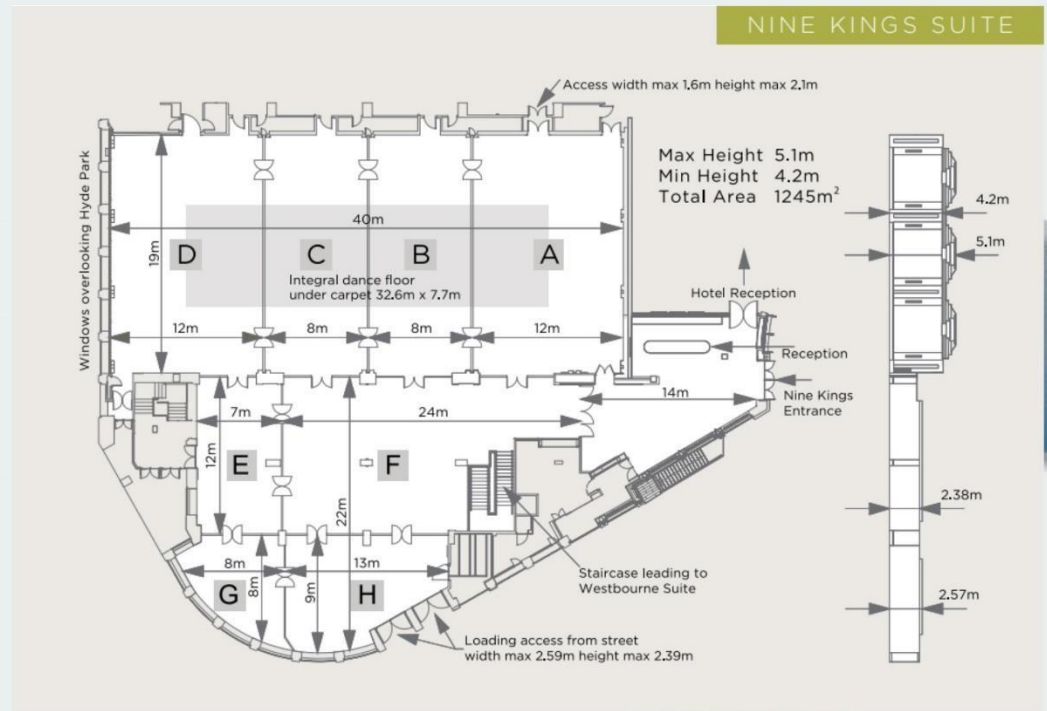 NINE KINGS SUITE
Access width max 1.6m height max 2.1m
Max Height 5.1m
Min Height 4.2m
Total Area 1245m²
Windows overlooking Hyde Park
40m
19m
D
C
B
A
Integral dance floor
under carpet 32.6m x 7.7m
12m
8m
8m
12m
4.2m
5.1m
Hotel Reception
Reception
14m
Nine Kings
Entrance
7m
24m
12m
E
F
22m
2.38m
8m
13m
G
8m
9m
H
Staircase leading to
Westbourne Suite
2.57m
Loading access from street
width max 2.59m height max 2.39m